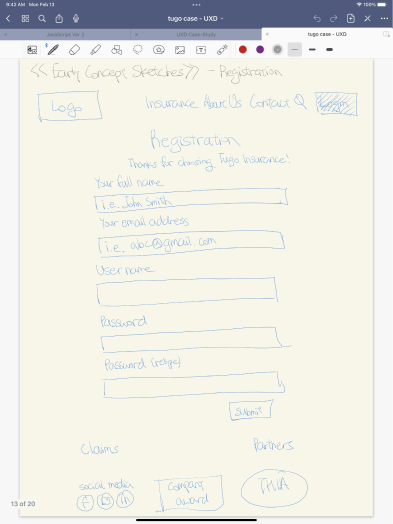 9:43 AM Mon Feb 13
100%
tugo case - UXD
JavaScript Ver 2
UXD Case-Study
tugo case - UXD
<< Early Concept Sketches >> - Registration
Logo
Insurance About Us Contact Q Login
Registration
Thanks for choosing Tugo Insurance!
Your full name
i.e. John Smith
Your email address
i.e. abc@gmail.com
Username
Password
Password (retype)
Submit
Claims
Partners
social media
f
in
Company
award
THIA
13 of 20